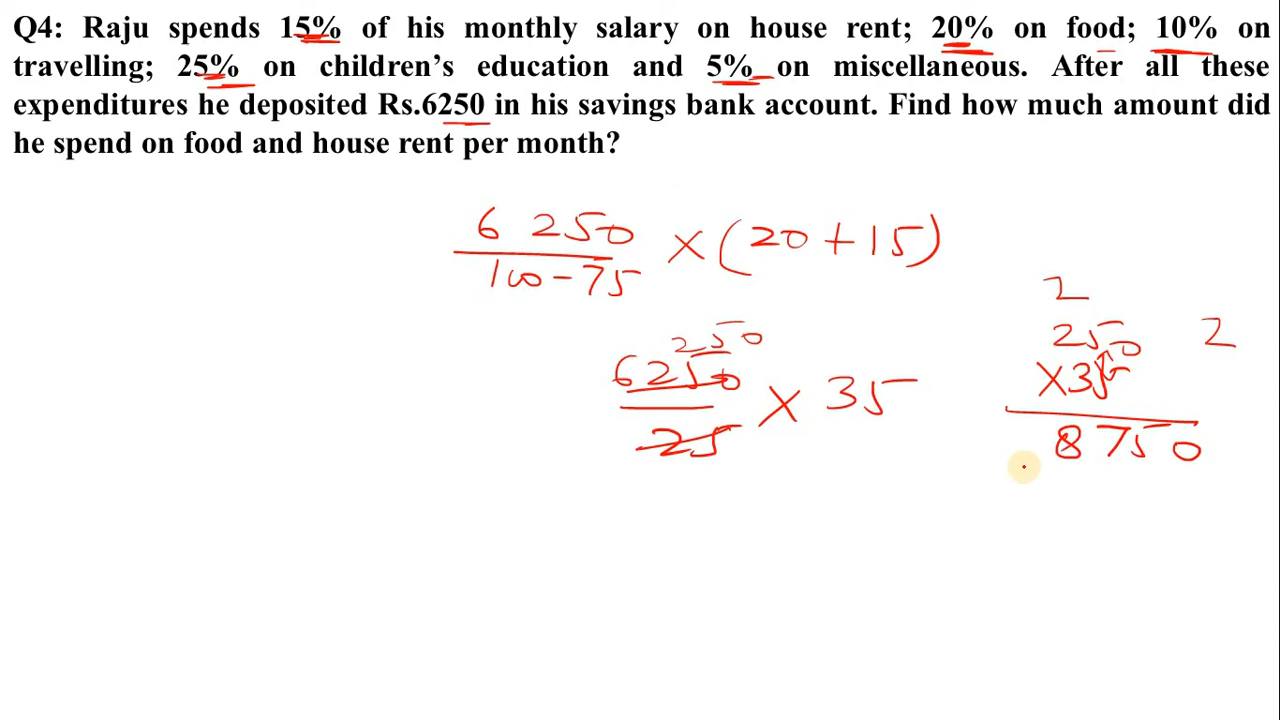 Q4: Raju spends 15% of his monthly salary on house rent; 20% on food; 10% on
travelling; 25% on children’s education and 5% on miscellaneous. After all these
expenditures he deposited Rs.6250 in his savings bank account. Find how much amount did
he spend on food and house rent per month?
6 250
100-75
×(20+15)
2
250
6250
25
× 35
250 2
×35
8750